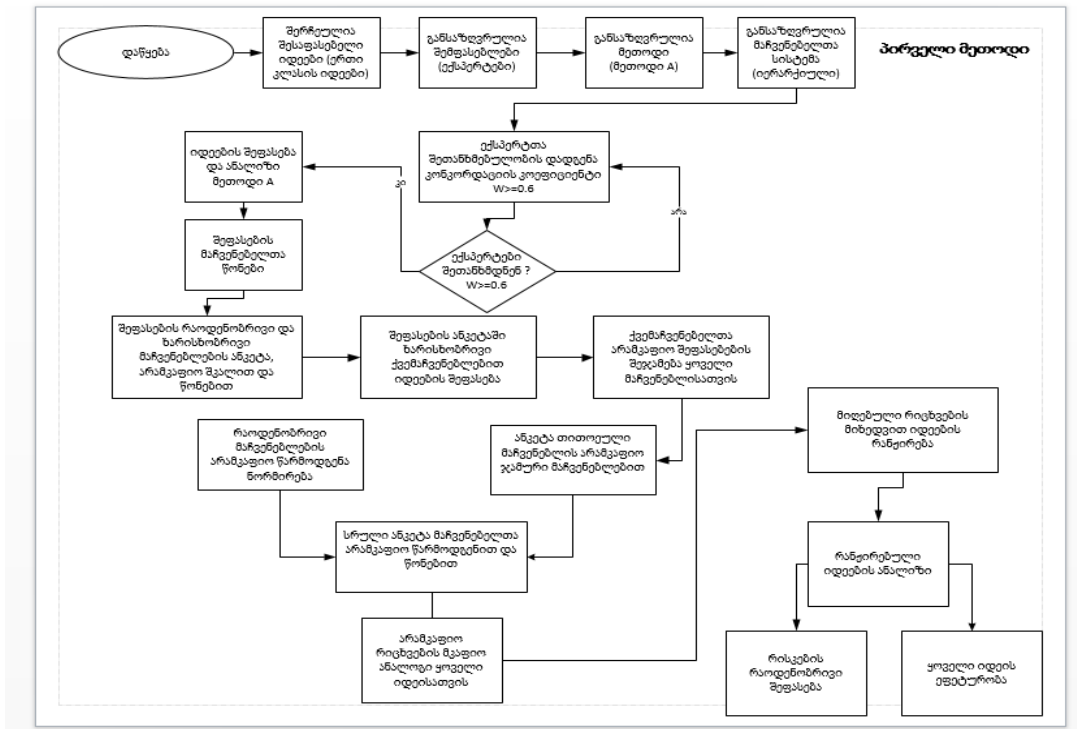 დაწყება
შერჩეულია
შესაფასებელი
იდეები (ერთი
კლასის იდეები)
განსაზღვრულია
შემფასებლები
(ექსპერტები)
განსაზღვრულია
მეთოდი
(მეთოდი A)
განსაზღვრულია
მაჩვენებელთა
სისტემა
(იერარქიული)
პირველი მეთოდი
ექსპერტთა
შეთანხმებულობის დადგენა
კონკორდაციის კოეფიციენტი
W>=0.6
იდეების შეფასება
და ანალიზი
მეთოდი A
კი
არა
ექსპერტები
შეთანხმდნენ ?
W>=0.6
შეფასების
მაჩვენებელთა
წონები
შეფასების რაოდენობრივი და
ხარისხობრივი
მაჩვენებლების ანკეტა,
არამკაფიო შკალით და
წონებით
შეფასების ანკეტაში
ხარისხობრივი
ქვემაჩვენებლებით
იდეების შეფასება
ქვემაჩვენებელთა
არამკაფიო შეფასებების
შეჯამება ყოველი
მაჩვენებლისათვის
მიღებული რიცხვების
მიხედვით იდეების
რანჟირება
რაოდენობრივი
მაჩვენებლების
არამკაფიო წარმოდგენა
ნორმირება
ანკეტა თითოეული
მაჩვენებლის არამკაფიო
ჯამური მაჩვენებლებით
სრული ანკეტა მაჩვენებელთა
არამკაფიო წარმოდგენით და
წონებით
რანჟირებული
იდეების ანალიზი
არამკაფიო
რიცხვების მკაფიო
ანალოგი ყოველი
იდეისათვის
რისკების
რაოდენობრივი
შეფასება
ყოველი იდეის
ეფეტურობა